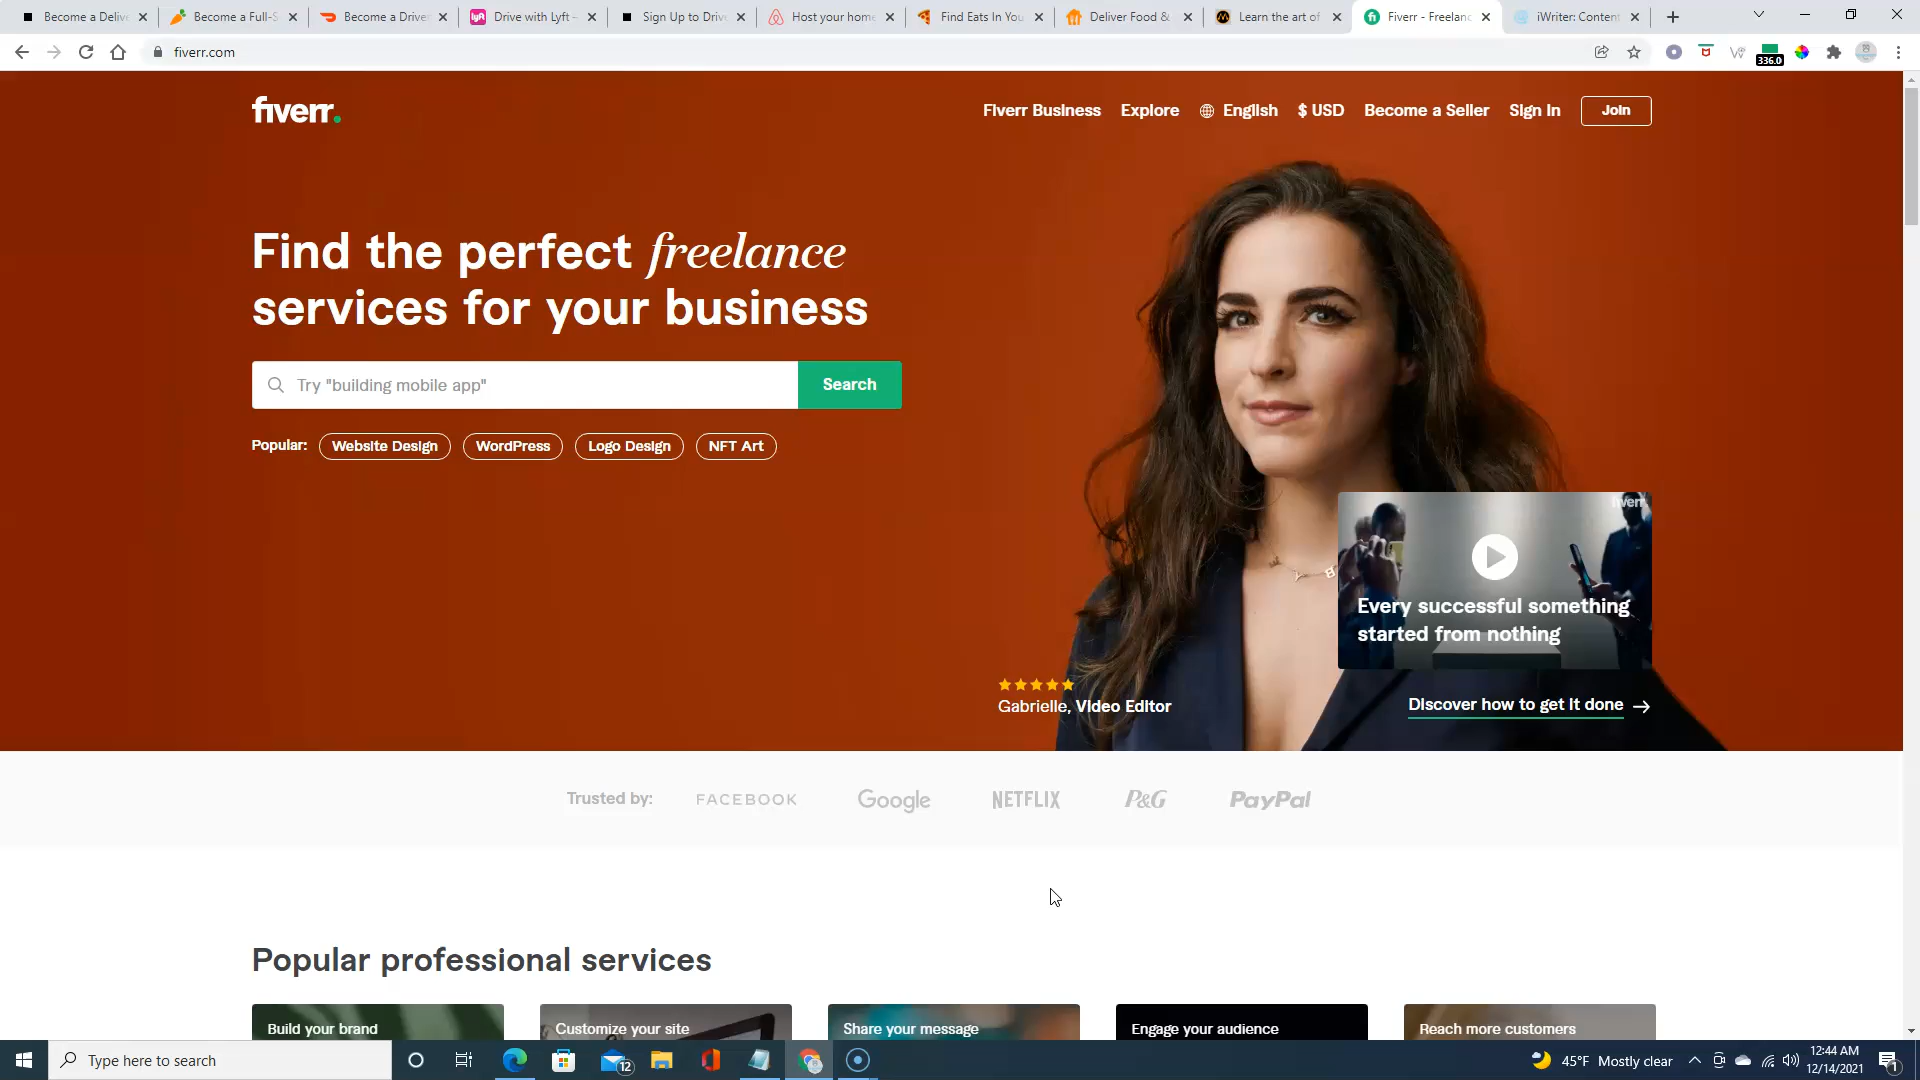 Become a Deliv
Become a Full-S
Become a Drive
Drive with Lyft -
Sign Up to Driv
Host your home
Find Eats In You
Deliver Food &
Learn the art of
Fiverr - Freelanc
iWriter: Content
fiverr.com
336.0
fiverr.
Fiverr Business
Explore
English
$ USD
Become a Seller
Sign in
Join
Find the perfect freelance
services for your business
Try "building mobile app"
Search
Popular:
Website Design
WordPress
Logo Design
NFT Art
fiverr.
Every successful something
started from nothing
Gabrielle, Video Editor
Discover how to get it done →
Trusted by:
FACEBOOK
Google
NETFLIX
P&G
PayPal
Popular professional services
Build your brand
Customize your site
Share your message
Engage your audience
Reach more customers
Type here to search
12
45°F Mostly clear
12:44 AM
12/14/2021
1